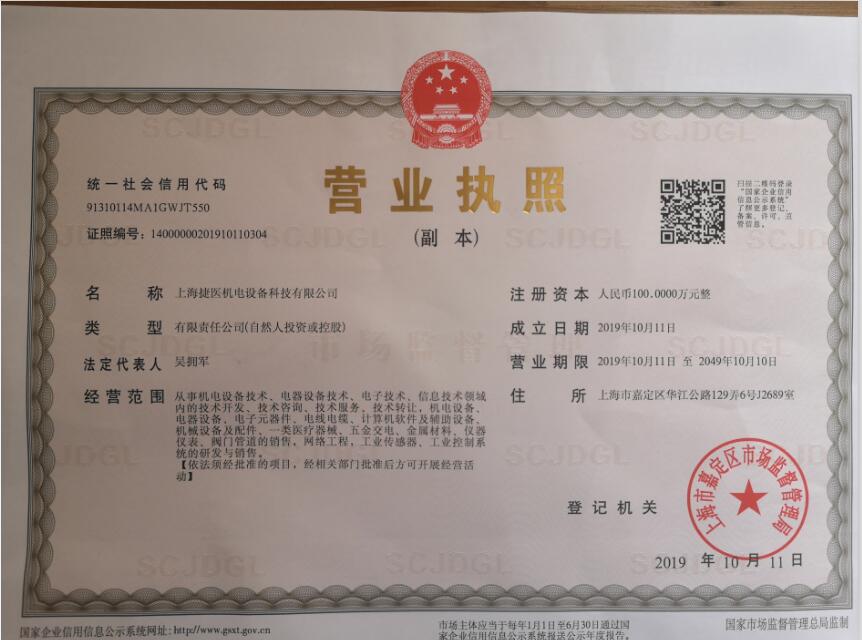 营业执照
(副 本)
统一社会信用代码
91310114MA1GWJT550
证照编号：14000000201910110304
扫描二维码登录
“国家企业信用
信息公示系统”
了解更多登记、
备案、许可、监
管信息。
名 称 上海捷医机电设备科技有限公司
类 型 有限责任公司(自然人投资或控股)
法定代表人 吴拥军
经营范围 从事机电设备技术、电器设备技术、电子技术、信息技术领域
内的技术开发、技术咨询、技术服务、技术转让，机电设备、
电器设备、电子元器件、电线电缆、计算机软件及辅助设备、
机械设备及配件、一类医疗器械、五金交电、金属材料、仪器
仪表、阀门管道的销售，网络工程，工业传感器、工业控制系
统的研发与销售。
【依法须经批准的项目，经相关部门批准后方可开展经营活
动】
注册资本 人民币100.0000万元整
成立日期 2019年10月11日
营业期限 2019年10月11日 至 2049年10月10日
住 所 上海市嘉定区华江公路129弄6号J2689室
登记机关
上海市嘉定区市场监督管理局
2019 年 10 月 11 日
SCJDGL
市场监督管理
国家企业信用信息公示系统网址：http://www.gsxt.gov.cn
市场主体应当于每年1月1日至6月30日通过国
家企业信用信息公示系统报送公示年度报告。
国家市场监督管理总局监制